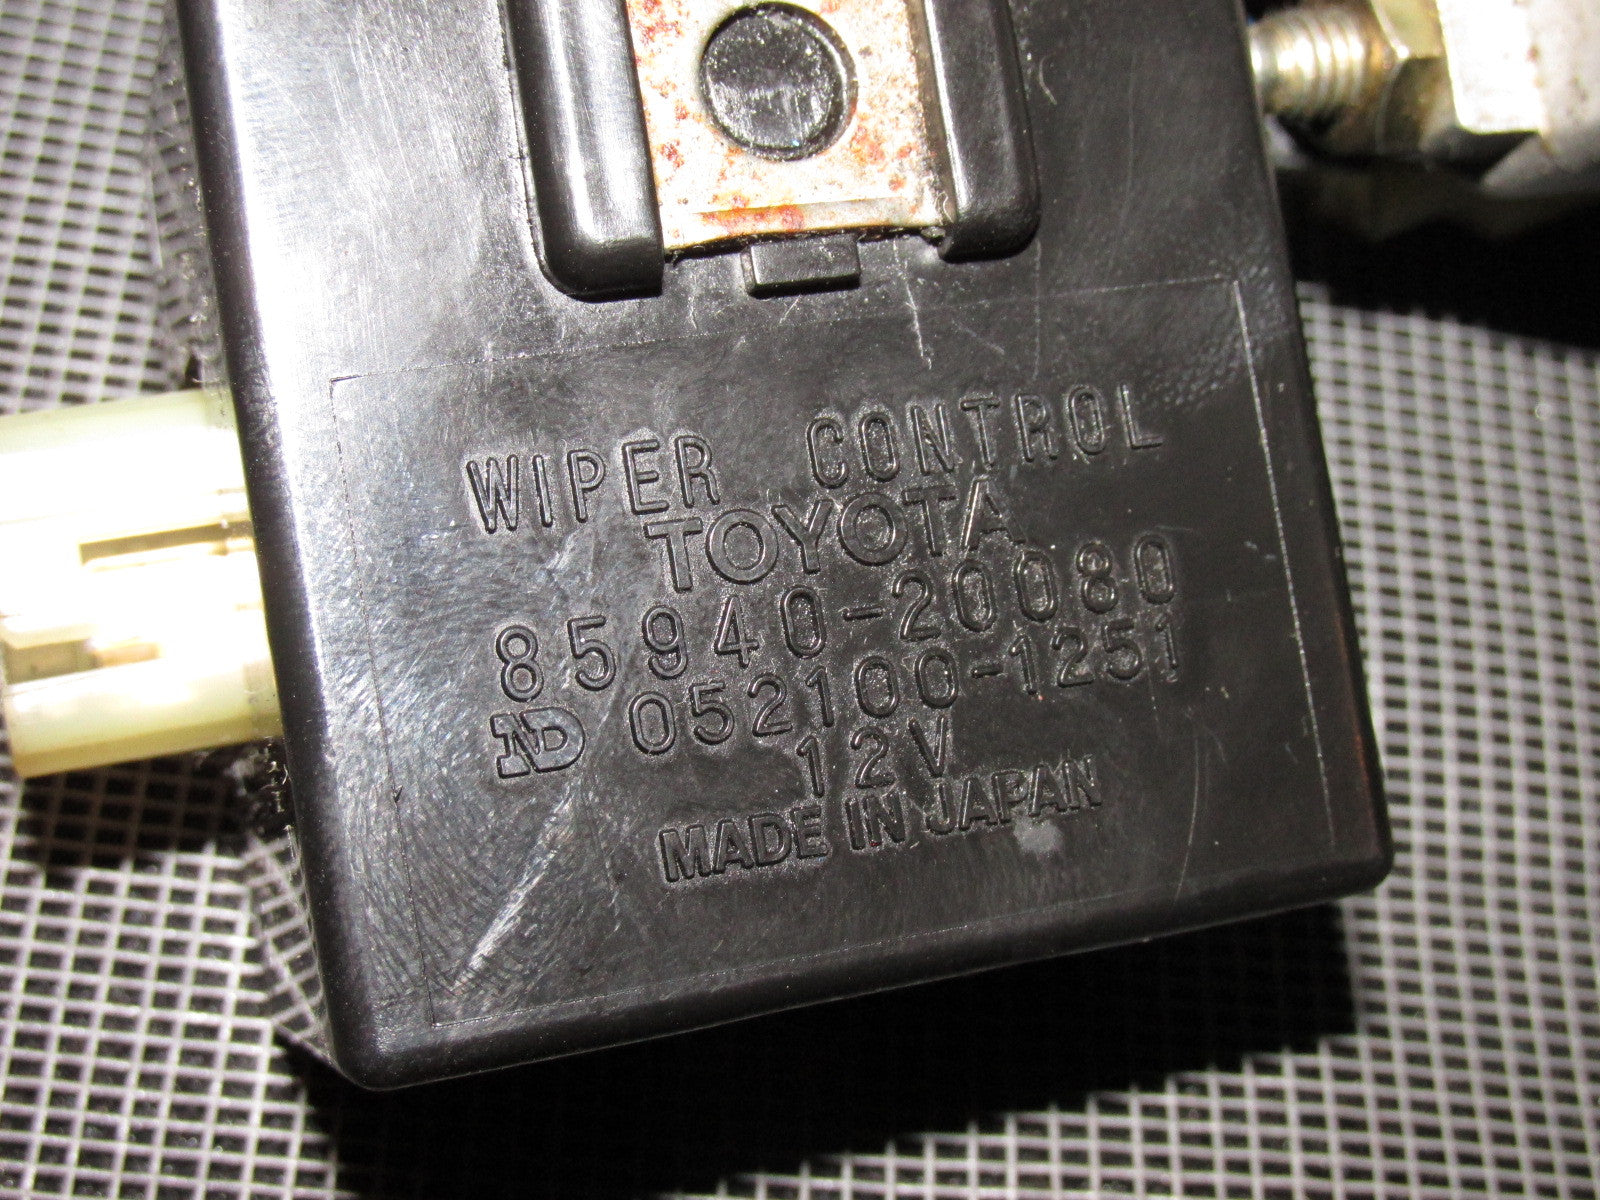 WIPER CONTROL
TOYOTA
85940-20080
ND 052100-1251
12V
MADE IN JAPAN